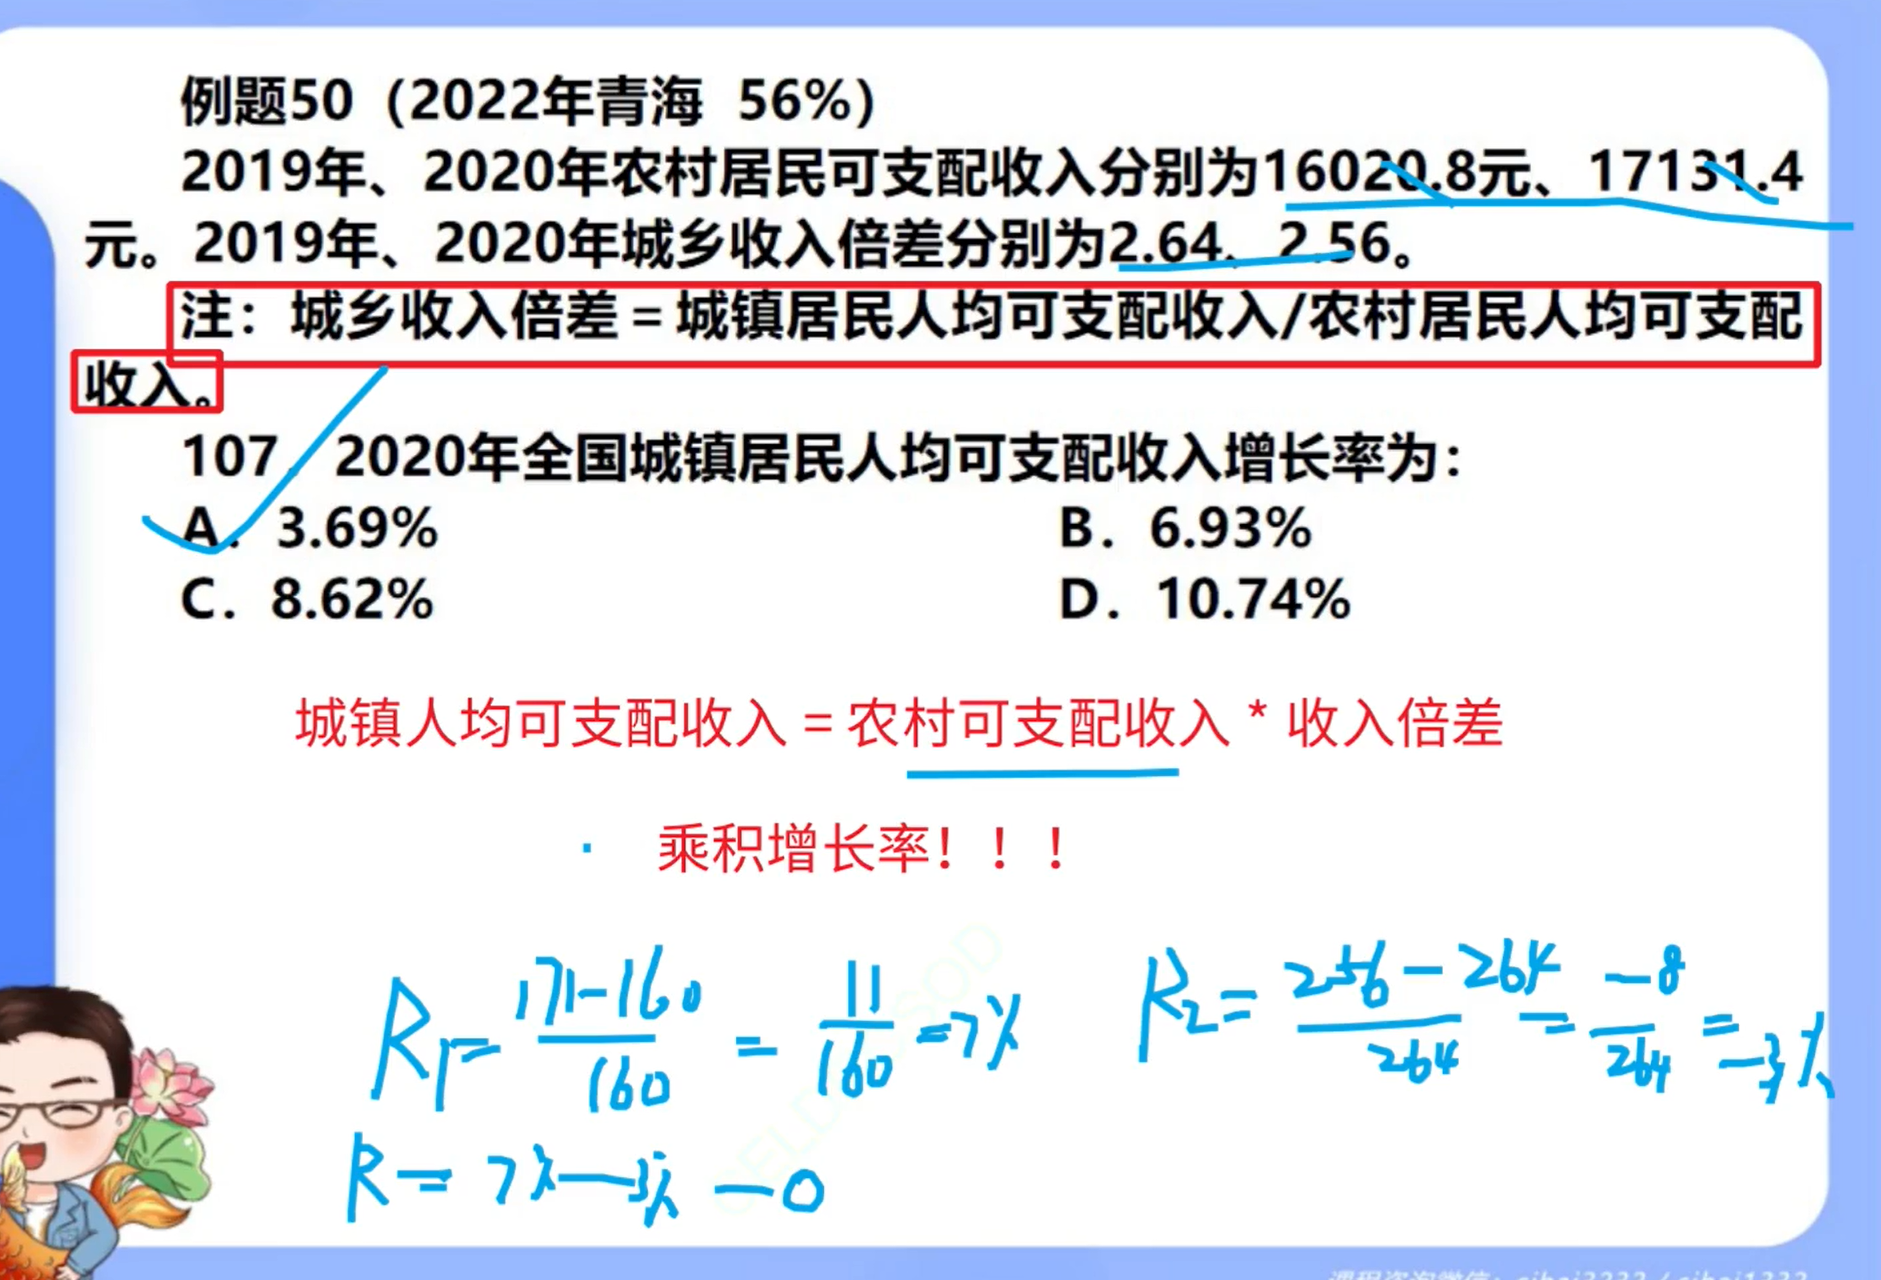 例题50（2022年青海 56%）
2019年、2020年农村居民可支配收入分别为16020.8元、17131.4
元。2019年、2020年城乡收入倍差分别为2.64、2.56。
注：城乡收入倍差＝城镇居民人均可支配收入/农村居民人均可支配
收入。
107、2020年全国城镇居民人均可支配收入增长率为：
A．3.69% B．6.93%
C．8.62% D．10.74%
城镇人均可支配收入 = 农村可支配收入 * 收入倍差
乘积增长率！！！
R1= 171-160/160 = 11/160 =7% R2= 256-264/264 = -8/264 = -3%
R= 7%-3% -0